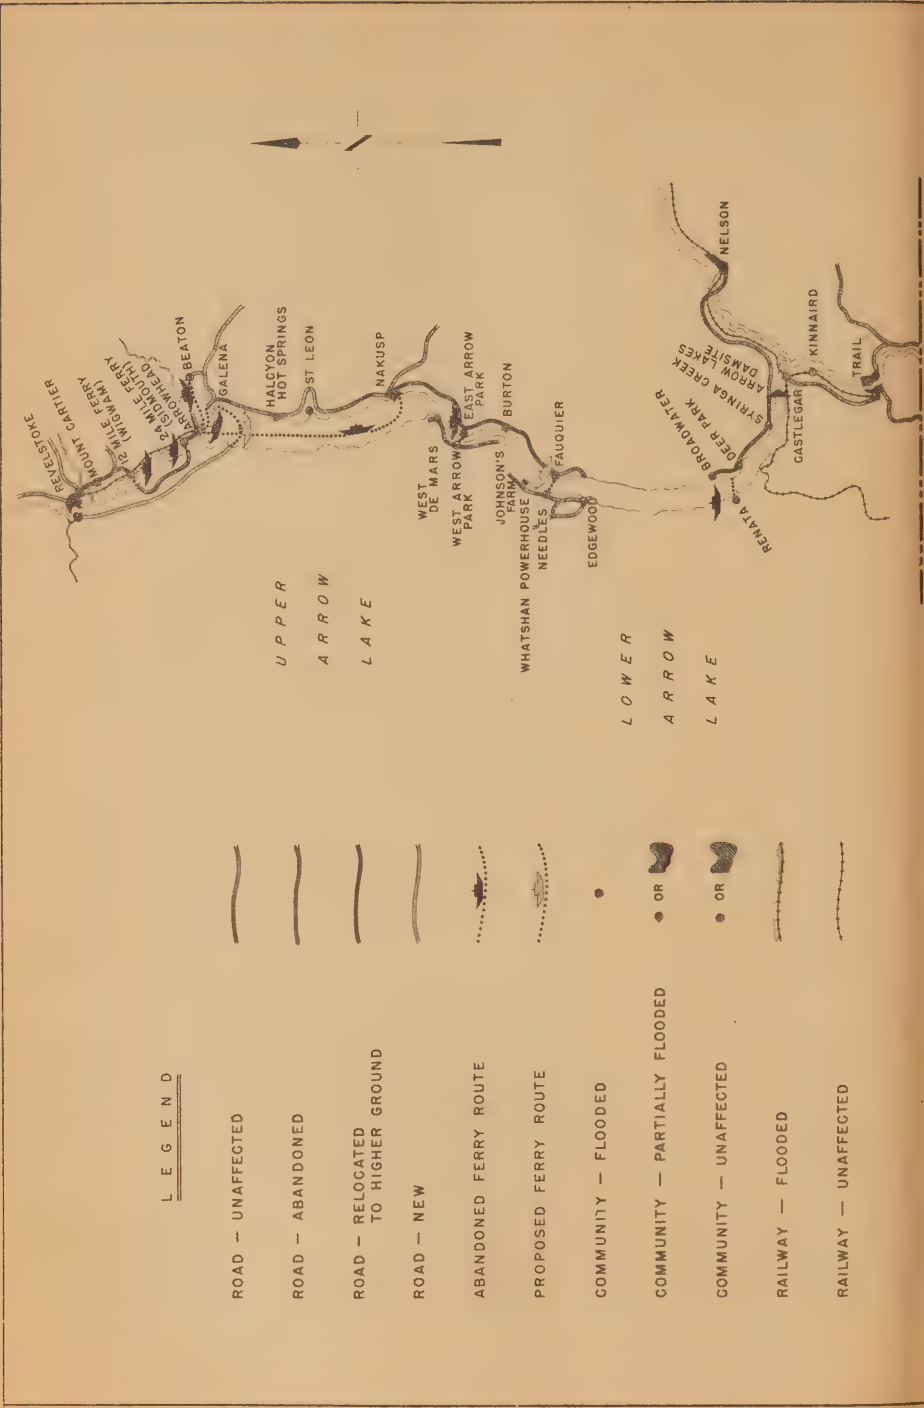 REVELSTOKE
MOUNT CARTIER
12 MILE FERRY
(WIGWAM)
24 MILE FERRY
(SIDMOUTH)
ARROWHEAD
BEATON
GALENA
HALCYON
HOT SPRINGS
ST LEON
NAKUSP
WEST
DE MARS
EAST ARROW
PARK
WEST ARROW
PARK
BURTON
JOHNSON'S
FARM
FAUQUIER
WHATSHAN POWERHOUSE
NEEDLES
EDGEWOOD
UPPER
ARROW
LAKE
LOWER
ARROW
LAKE
RENATA
BROADWATER
DEER PARK
SYRINGA CREEK
ARROW LAKES
DAMSITE
NELSON
CASTLEGAR
KINNAIRD
TRAIL
LEGEND
ROAD — UNAFFECTED
ROAD — ABANDONED
ROAD — RELOCATED
TO HIGHER GROUND
ROAD — NEW
ABANDONED FERRY ROUTE
PROPOSED FERRY ROUTE
COMMUNITY — FLOODED
COMMUNITY — PARTIALLY FLOODED OR
COMMUNITY — UNAFFECTED OR
RAILWAY — FLOODED
RAILWAY — UNAFFECTED